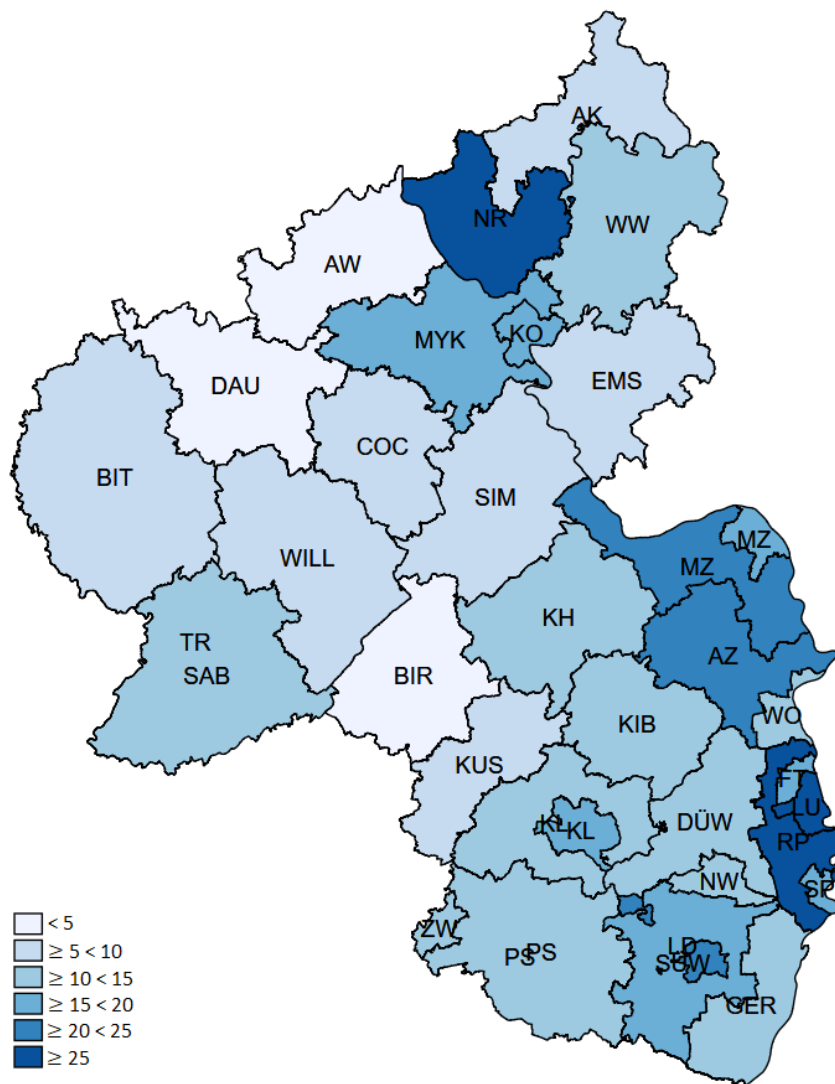 AK
NR
WW
AW
MYK
KO
DAU
EMS
COC
BIT
SIM
WILL
MZ
MZ
KH
TR
AZ
SAB
BIR
WO
KIB
KUS
FT
LU
KL
KL
DÜW
RP
NW
SP
ZW
LD
PS
PS
SÜW
GER
< 5
≥ 5 < 10
≥ 10 < 15
≥ 15 < 20
≥ 20 < 25
≥ 25